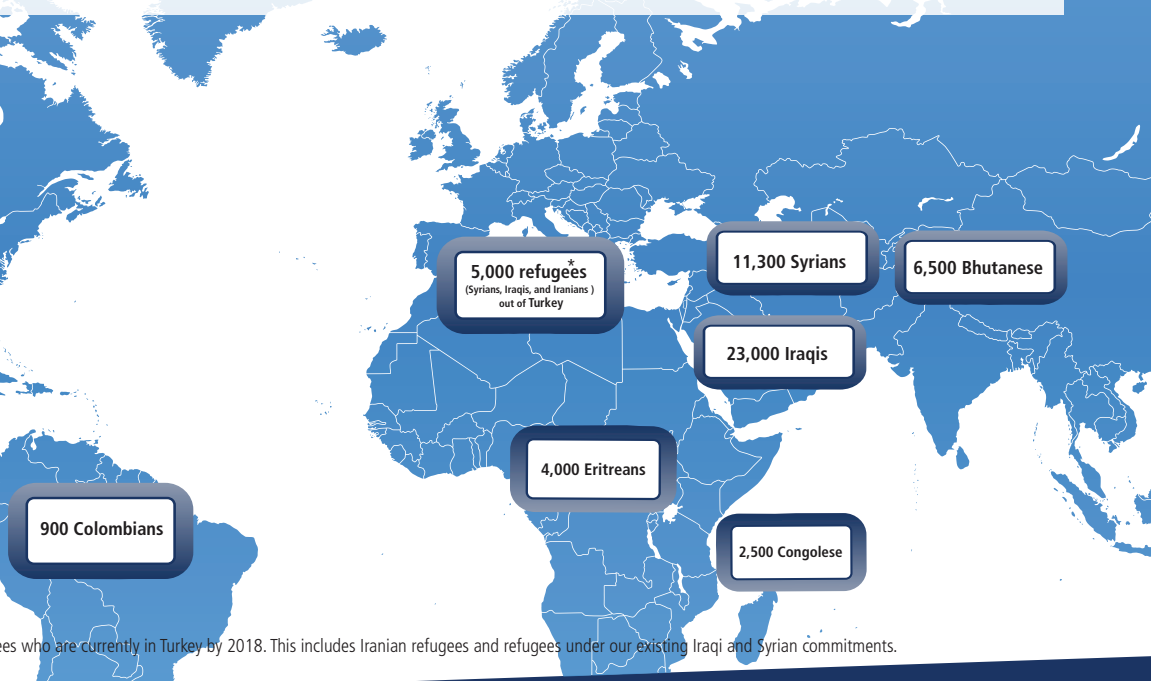 5,000 refugees*
(Syrians, Iraqis, and Iranians )
out of Turkey
11,300 Syrians
6,500 Bhutanese
23,000 Iraqis
4,000 Eritreans
900 Colombians
2,500 Congolese
who are currently in Turkey by 2018. This includes Iranian refugees and refugees under our existing Iraqi and Syrian commitments.